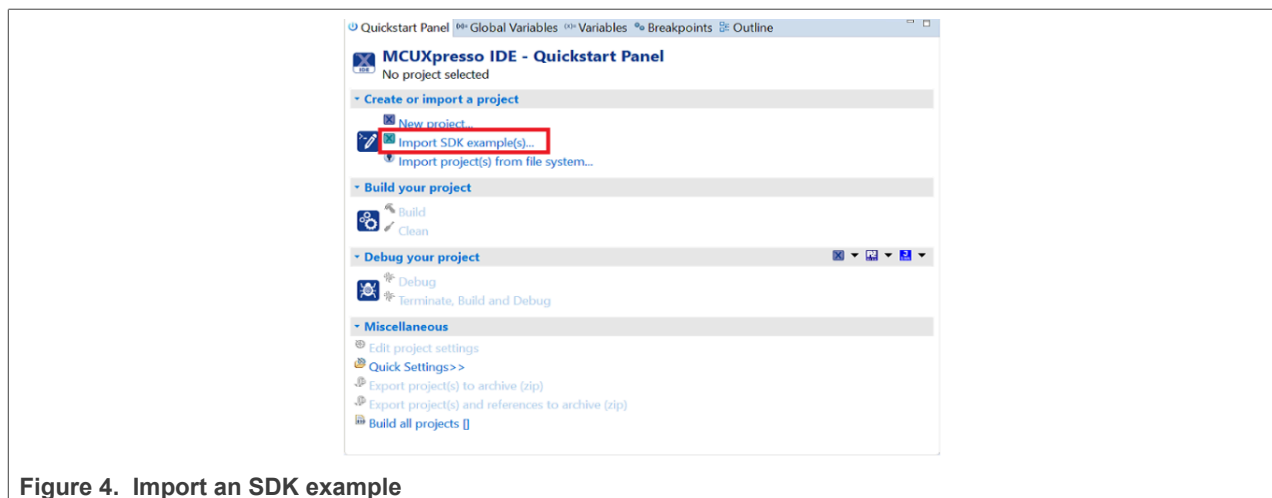 Quickstart Panel Global Variables Variables Breakpoints Outline
MCUXpresso IDE - Quickstart Panel
No project selected
Create or import a project
New project...
Import SDK example(s)...
Import project(s) from file system...
Build your project
Build
Clean
Debug your project
Debug
Terminate, Build and Debug
Miscellaneous
Edit project settings
Quick Settings>>
Export project(s) to archive (zip)
Export project(s) and references to archive (zip)
Build all projects []
Figure 4. Import an SDK example